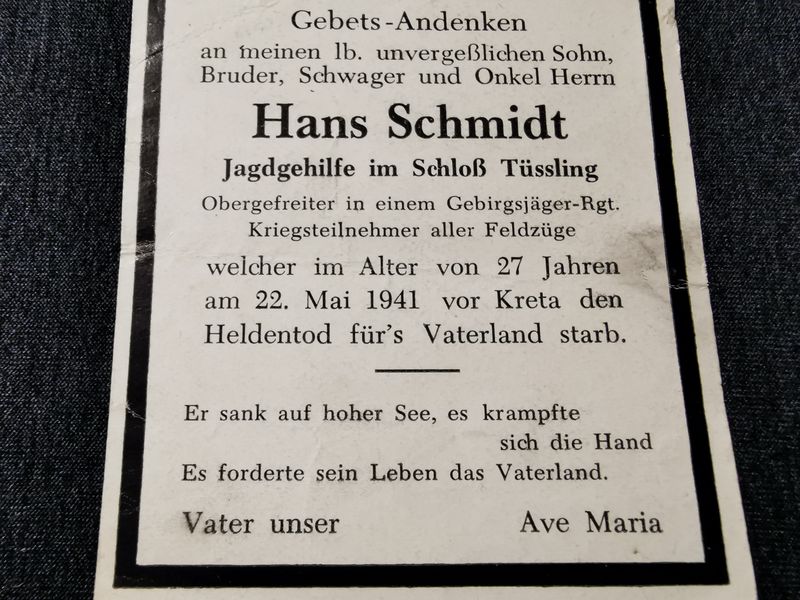 Gebets-Andenken
an meinen lb. unvergeßlichen Sohn,
Bruder, Schwager und Onkel Herrn
Hans Schmidt
Jagdgehilfe im Schloß Tüssling
Obergefreiter in einem Gebirgsjäger-Rgt.
Kriegsteilnehmer aller Feldzüge
welcher im Alter von 27 Jahren
am 22. Mai 1941 vor Kreta den
Heldentod für's Vaterland starb.
Er sank auf hoher See, es krampfte
sich die Hand
Es forderte sein Leben das Vaterland.
Vater unser Ave Maria